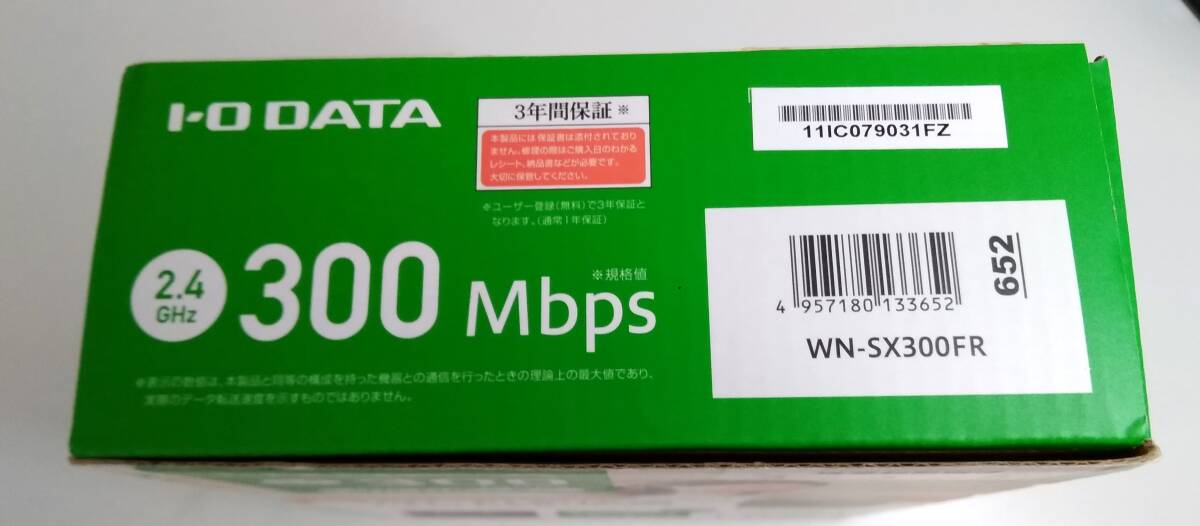 I-O DATA
3年間保証※
本製品には保証書は添付されており
ません。修理の際はご購入日のわかる
レシート、納品書などが必要です。
大切に保管してください。
※ユーザー登録(無料)で3年保証と
なります。(通常1年保証)
11IC079031FZ
2.4
GHz
300 Mbps
※規格値
※表示の数値は、本製品と同等の構成を持った機器との通信を行ったときの理論上の最大値であり、
実際のデータ転送速度を示すものではありません。
4 957180 133652
652
WN-SX300FR